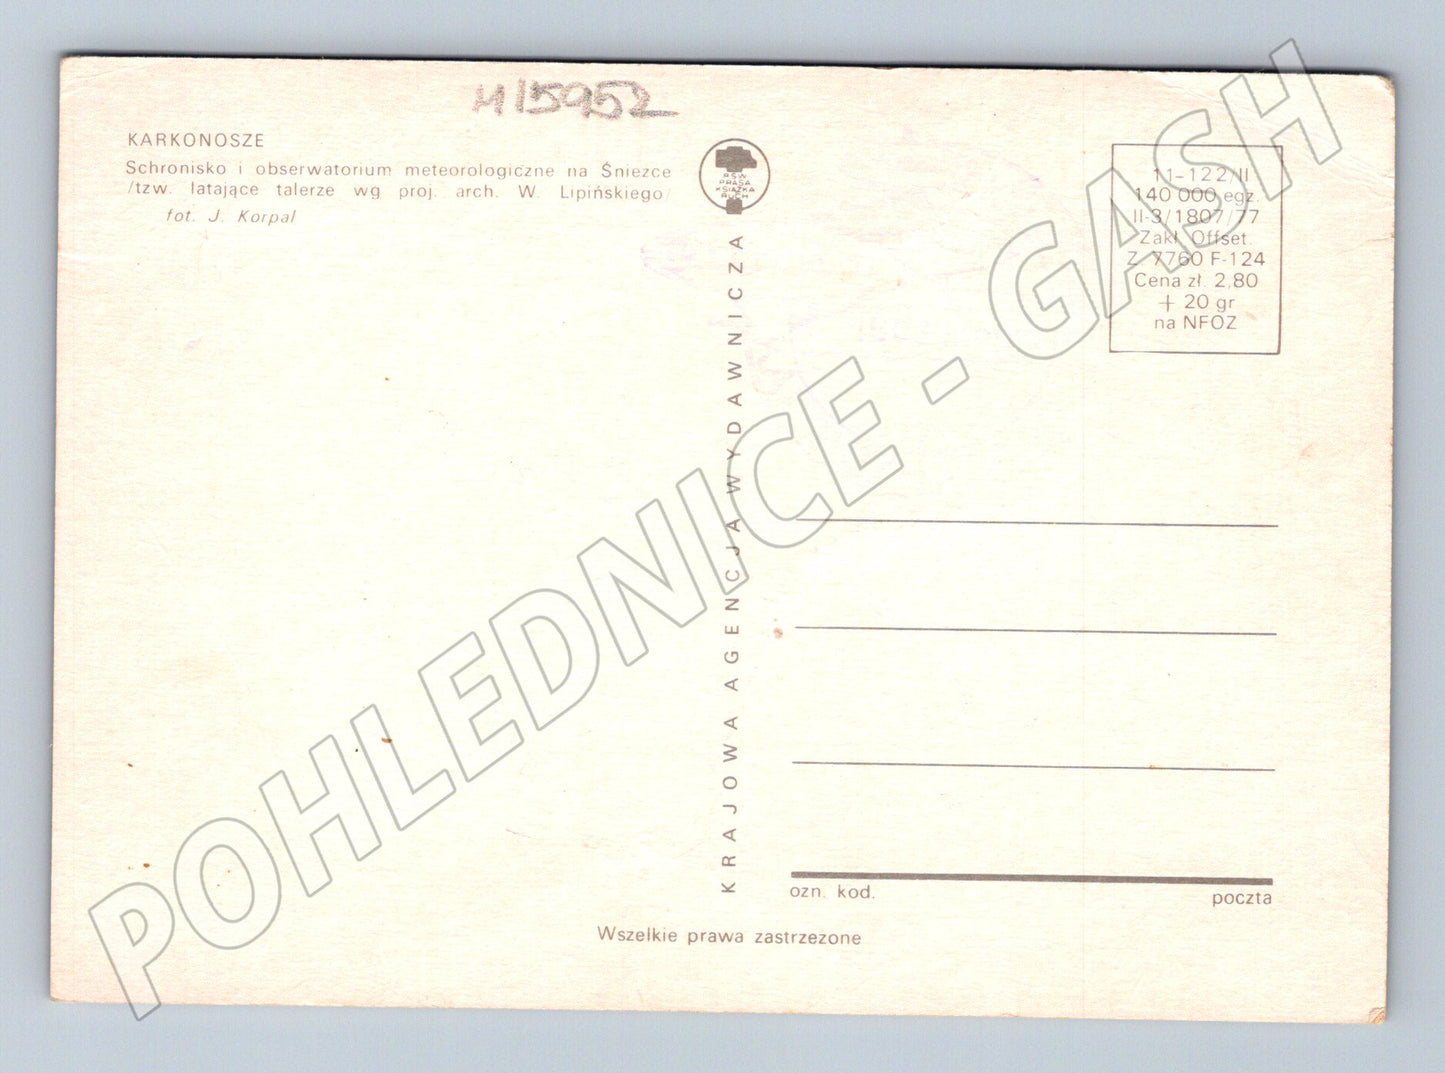 M15952
KARKONOSZE
Schronisko i obserwatorium meteorologiczne na Śniezce
/tzw. latające talerze wg proj. arch. W. Lipińskiego/
fot. J. Korpal
RSW
PRASA
KSIĄŻKA
RUCH
KRAJOWA AGENCJA WYDAWNICZA
11-122/II
140 000 egz.
II-3/1807/77
Zakł. Offset.
Z. 7760 F-124
Cena zł 2,80
+ 20 gr
na NFOZ
ozn. kod.
poczta
Wszelkie prawa zastrzezone
POHLEDNICE - GASH